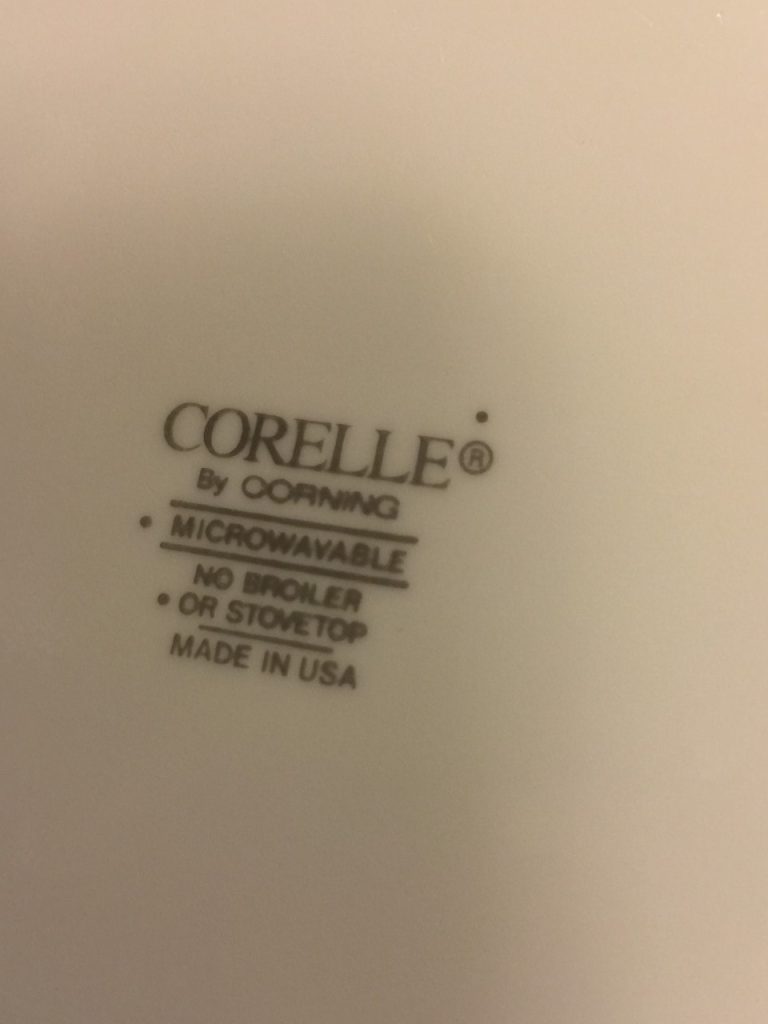 CORELLE®
By CORNING
• MICROWAVABLE
NO BROILER
• OR STOVETOP
MADE IN USA